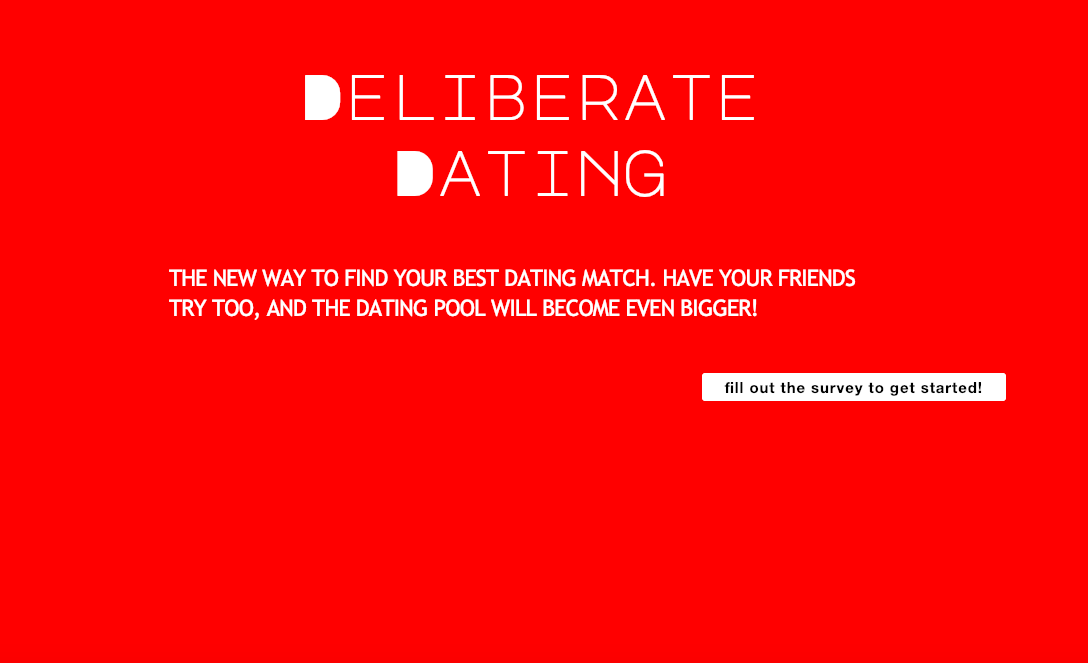 DELIBERATE
DATING
THE NEW WAY TO FIND YOUR BEST DATING MATCH. HAVE YOUR FRIENDS
TRY TOO, AND THE DATING POOL WILL BECOME EVEN BIGGER!
fill out the survey to get started!